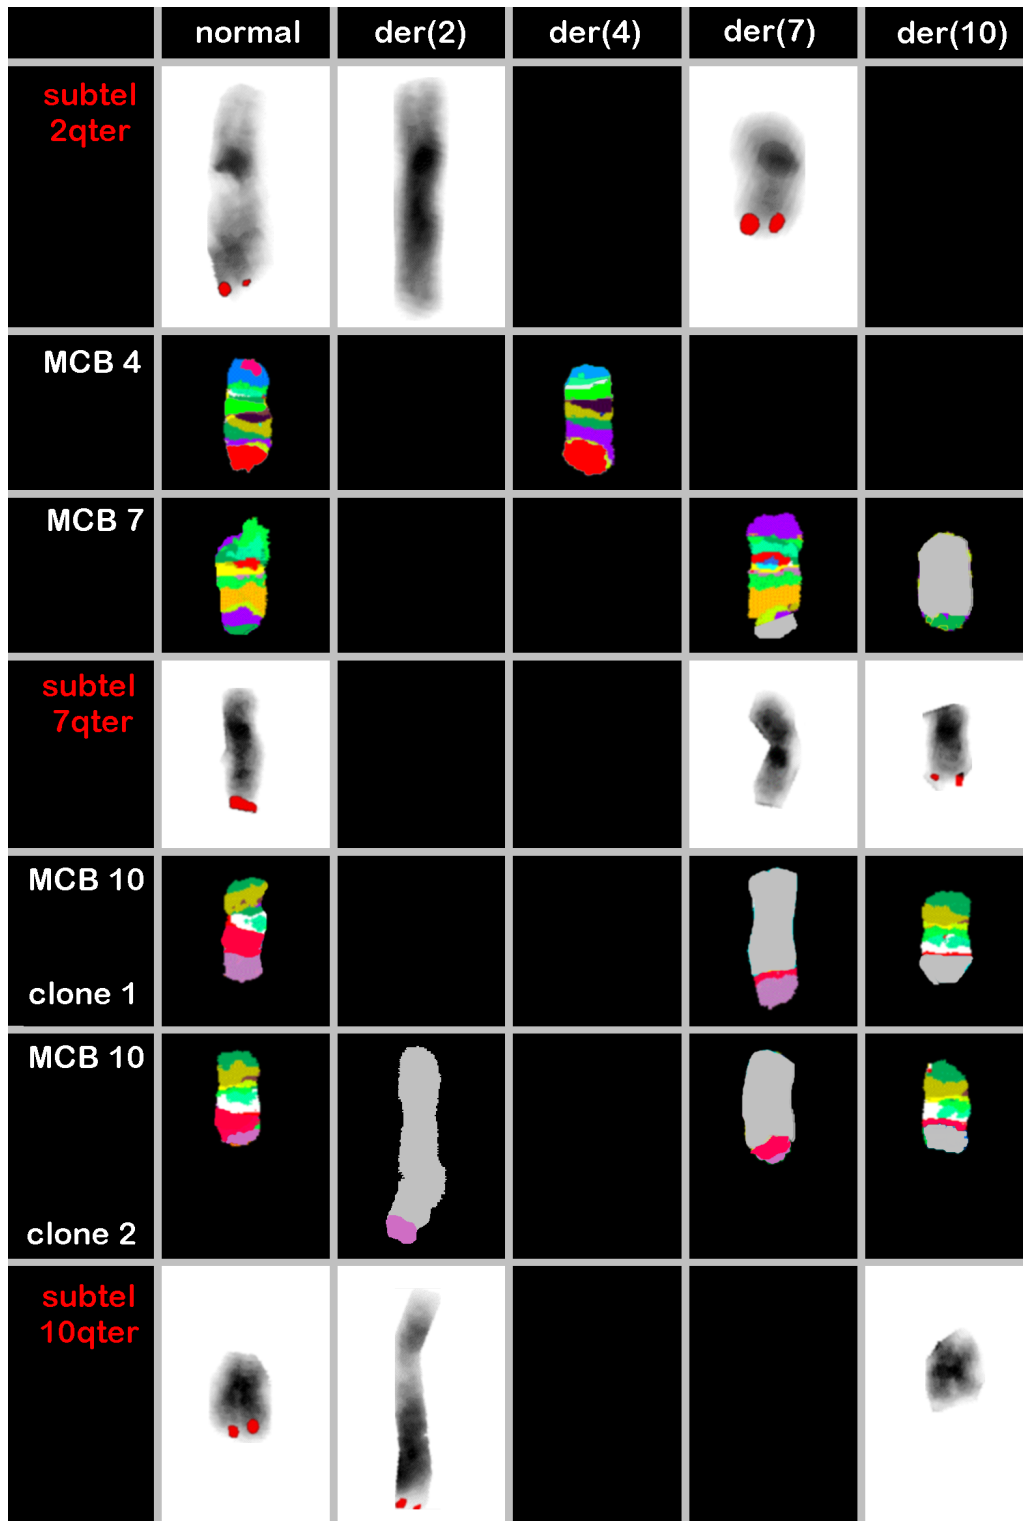 normal der(2) der(4) der(7) der(10)
subtel
2qter
MCB 4
MCB 7
subtel
7qter
MCB 10
clone 1
MCB 10
clone 2
subtel
10qter